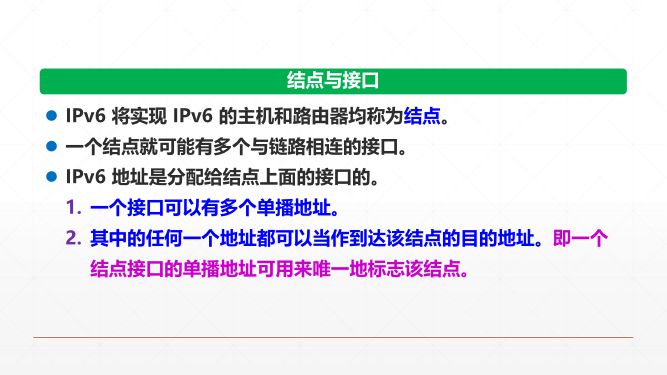 结点与接口
IPv6 将实现 IPv6 的主机和路由器均称为结点。
一个结点就可能有多个与链路相连的接口。
IPv6 地址是分配给结点上面的接口的。
1. 一个接口可以有多个单播地址。
2. 其中的任何一个地址都可以当作到达该结点的目的地址。即一个
结点接口的单播地址可用来唯一地标志该结点。